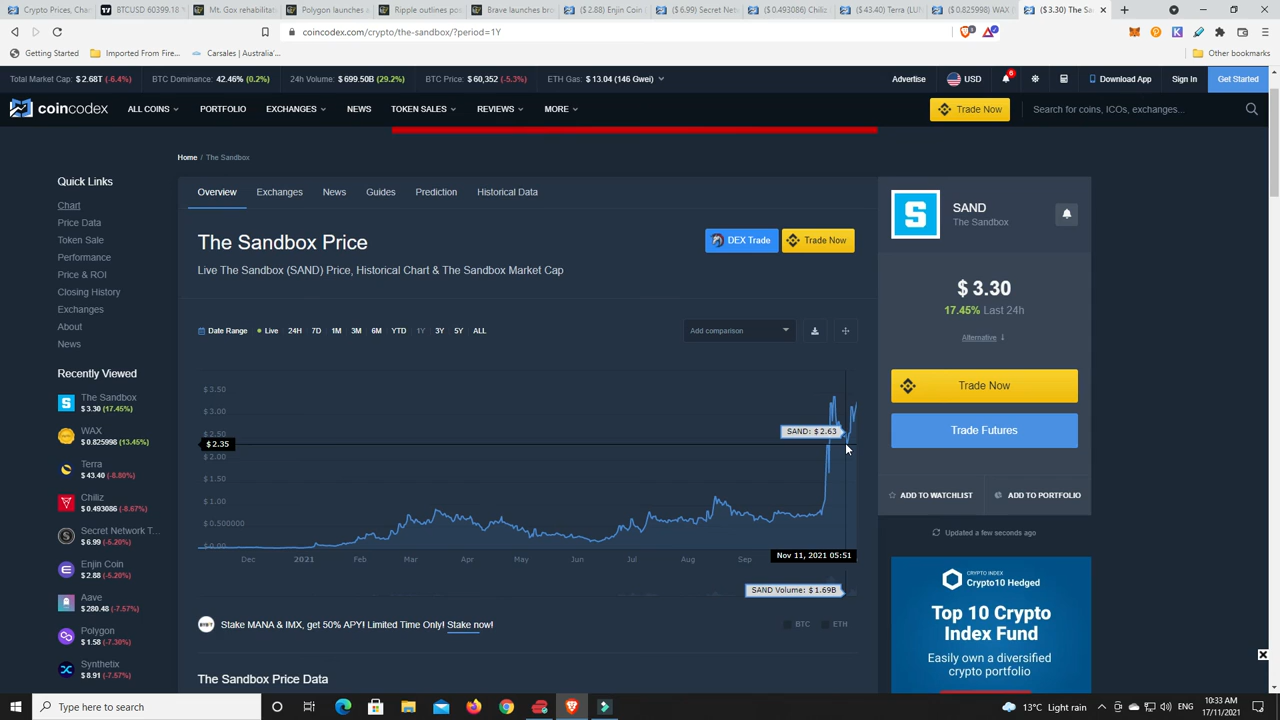 Crypto Prices, Char
BTCUSD 60399.18
Mt. Gox rehabilitat
Polygon launches a
Ripple outlines pos
Brave launches bro
($2.88) Enjin Coin (
($6.99) Secret Netw
($0.493086) Chiliz
($43.40) Terra (LUN
($0.825998) WAX (
($3.30) The San
coincodex.com/crypto/the-sandbox/?period=1Y
Getting Started
Imported From Fire...
Carsales | Australia'...
Other bookmarks
Total Market Cap: $ 2.68T (-6.4%)
BTC Dominance: 42.46% (0.2%)
24h Volume: $ 699.50B (29.2%)
BTC Price: $ 60,352 (-5.3%)
ETH Gas: $ 13.04 (146 Gwei)
Advertise
USD
6
Download App
Sign In
Get Started
coincodex
ALL COINS
PORTFOLIO
EXCHANGES
NEWS
TOKEN SALES
REVIEWS
MORE
Trade Now
Search for coins, ICOs, exchanges...
Home / The Sandbox
Quick Links
Chart
Price Data
Token Sale
Performance
Price & ROI
Closing History
Exchanges
About
News
Recently Viewed
The Sandbox
$ 3.30 (17.45%)
WAX
$ 0.825998 (13.45%)
Terra
$ 43.40 (-8.80%)
Chiliz
$ 0.493086 (-8.67%)
Secret Network T...
$ 6.99 (-5.20%)
Enjin Coin
$ 2.88 (-5.20%)
Aave
$ 280.48 (-7.57%)
Polygon
$ 1.58 (-7.30%)
Synthetix
$ 8.91 (-7.57%)
Overview
Exchanges
News
Guides
Prediction
Historical Data
The Sandbox Price
DEX Trade
Trade Now
Live The Sandbox (SAND) Price, Historical Chart & The Sandbox Market Cap
Date Range
Live
24H
7D
1M
3M
6M
YTD
1Y
3Y
5Y
ALL
Add comparison
$ 3.50
$ 3.00
$ 2.50
$ 2.35
$ 2.00
$ 1.50
$ 1.00
$ 0.500000
$ 0.00
SAND: $ 2.63
Dec
2021
Feb
Mar
Apr
May
Jun
Jul
Aug
Sep
Nov 11, 2021 05:51
SAND Volume: $ 1.69B
Stake MANA & IMX, get 50% APY! Limited Time Only! Stake now!
BTC
ETH
The Sandbox Price Data
SAND
The Sandbox
$ 3.30
17.45% Last 24h
Alternative
Trade Now
Trade Futures
ADD TO WATCHLIST
ADD TO PORTFOLIO
Updated a few seconds ago
CRYPTO INDEX
Crypto10 Hedged
Top 10 Crypto
Index Fund
Easily own a diversified
crypto portfolio
Type here to search
13°C Light rain
10:33 AM
17/11/2021